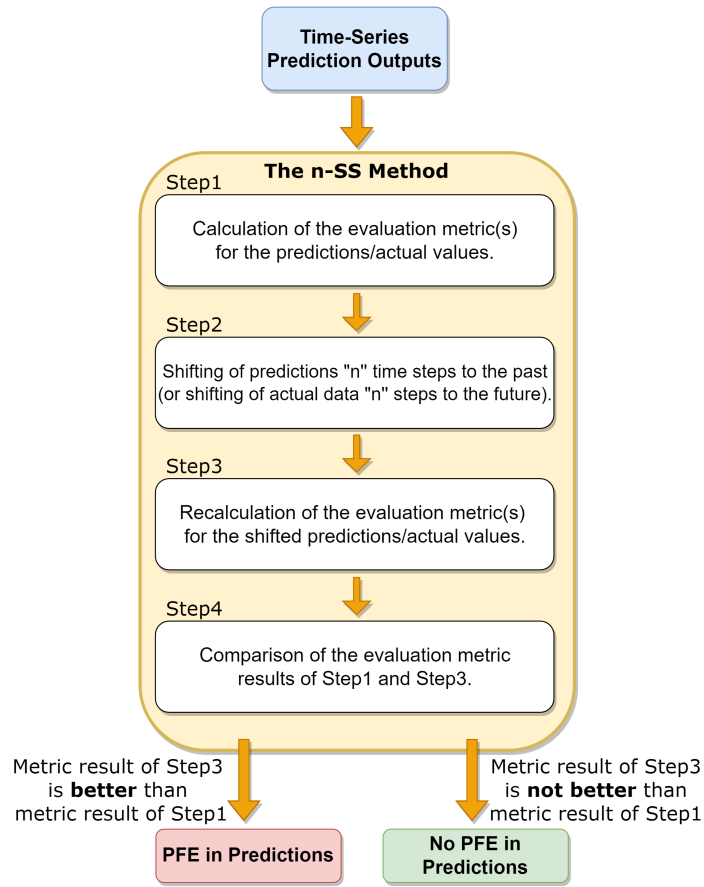 Time-Series
Prediction Outputs
The n-SS Method
Step1
Calculation of the evaluation metric(s)
for the predictions/actual values.
Step2
Shifting of predictions "n" time steps to the past
(or shifting of actual data "n" steps to the future).
Step3
Recalculation of the evaluation metric(s)
for the shifted predictions/actual values.
Step4
Comparison of the evaluation metric
results of Step1 and Step3.
Metric result of Step3
is better than
metric result of Step1
Metric result of Step3
is not better than
metric result of Step1
PFE in Predictions
No PFE in
Predictions